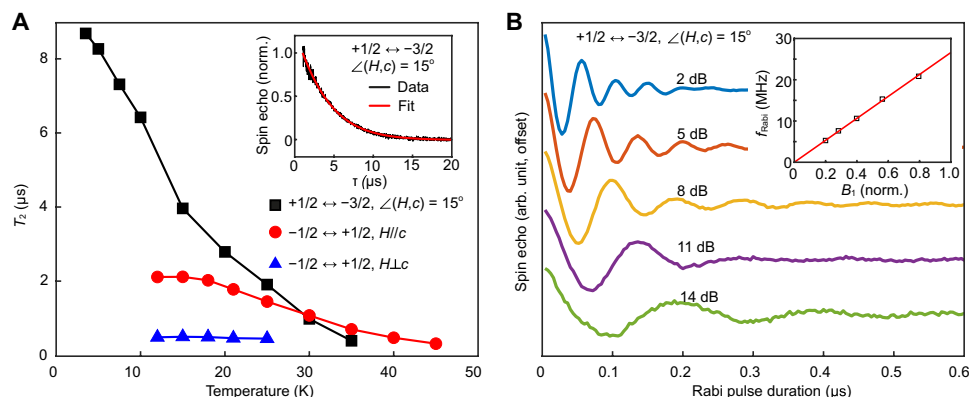 A
T2 (μs)
8
6
4
2
0
10
20
30
40
50
Temperature (K)
Spin echo (norm.)
1.0
0.5
0
5
10
15
20
τ (μs)
+1/2 ↔ −3/2
∠(H,c) = 15°
Data
Fit
+1/2 ↔ −3/2, ∠(H,c) = 15°
−1/2 ↔ +1/2, H//c
−1/2 ↔ +1/2, H⊥c
B
Spin echo (arb. unit, offset)
+1/2 ↔ −3/2, ∠(H,c) = 15°
2 dB
5 dB
8 dB
11 dB
14 dB
0
0.1
0.2
0.3
0.4
0.5
0.6
Rabi pulse duration (μs)
fRabi (MHz)
30
20
10
0
0.2
0.4
0.6
0.8
1.0
B1 (norm.)